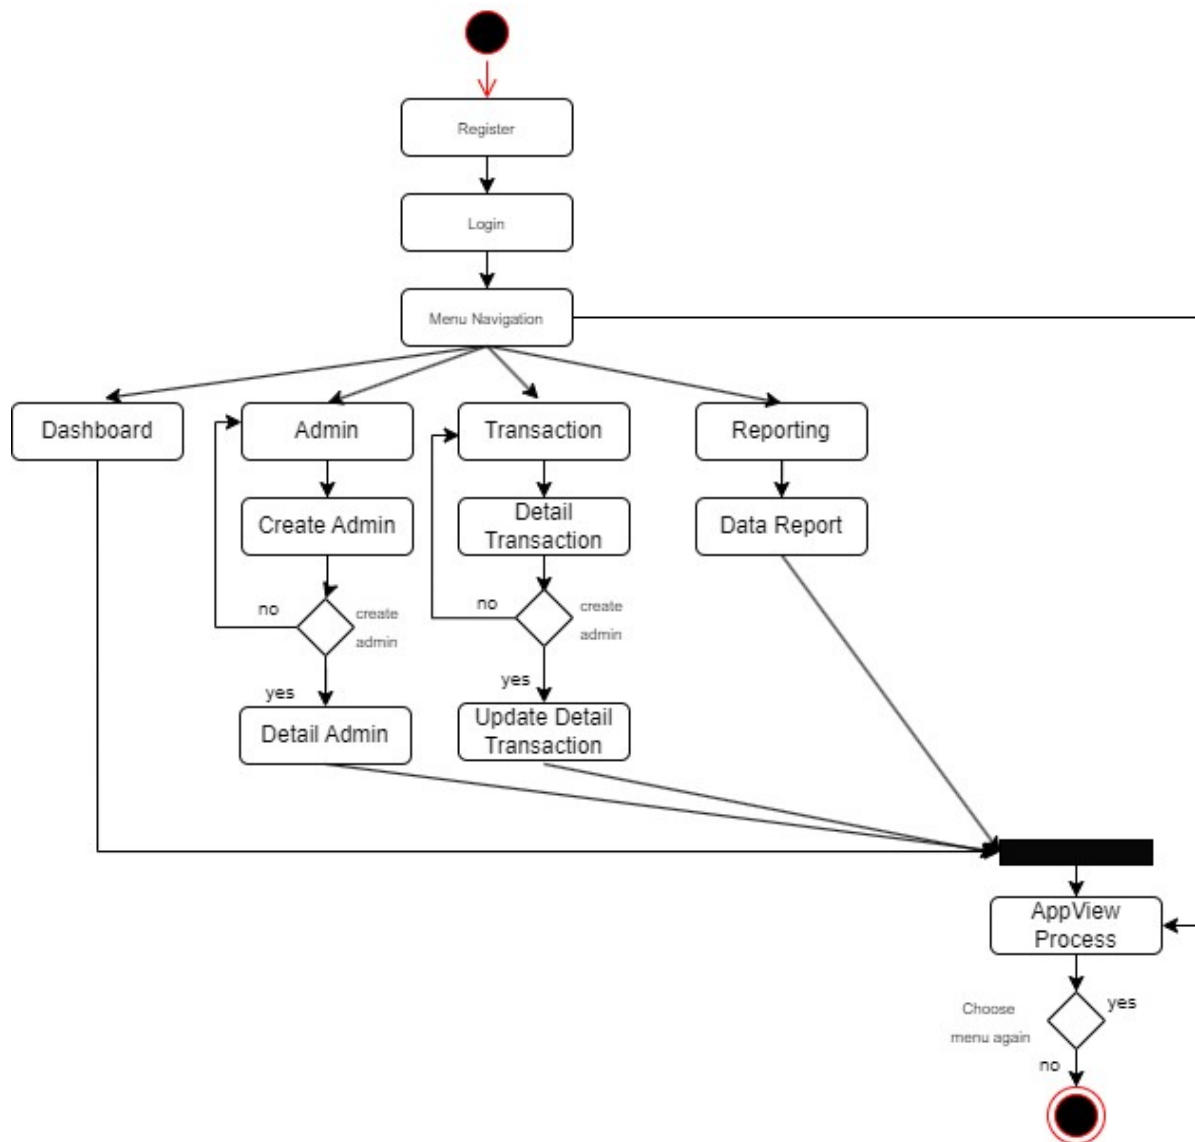 Register
Login
Menu Navigation
Dashboard
Admin
Transaction
Reporting
Create Admin
Detail
Transaction
Data Report
no
create
admin
no
create
admin
yes
yes
Detail Admin
Update Detail
Transaction
AppView
Process
Choose
menu again
yes
no